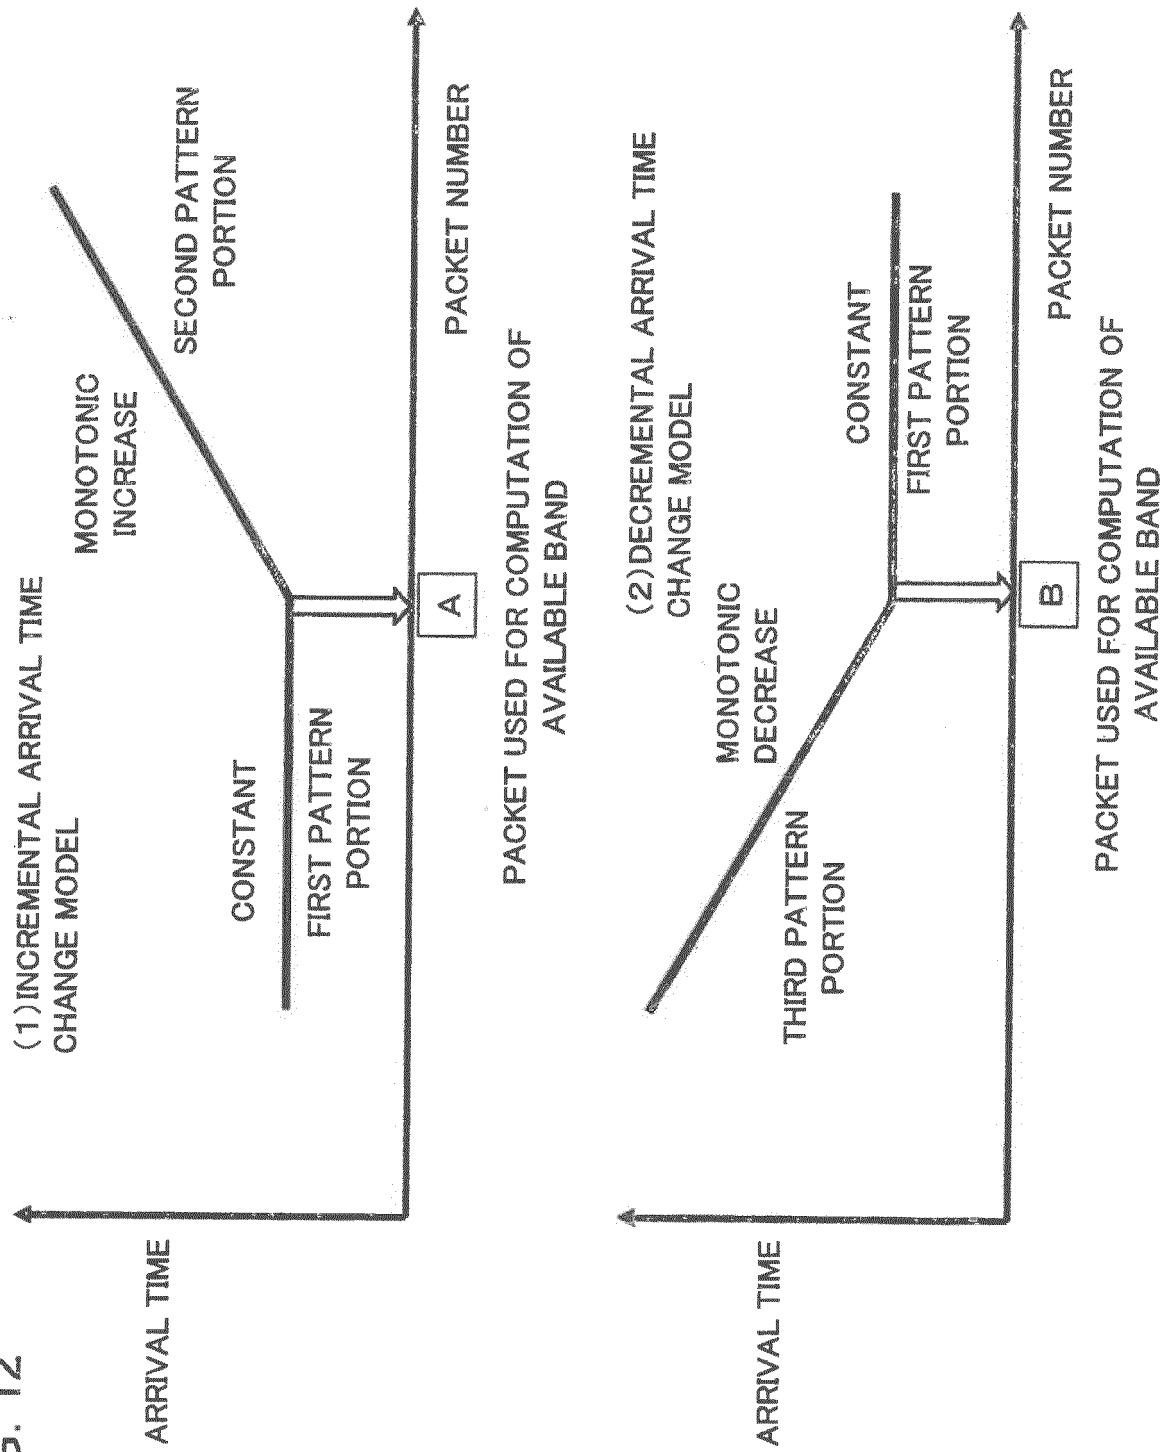 G. 12
(1)INCREMENTAL ARRIVAL TIME
CHANGE MODEL
ARRIVAL TIME
MONOTONIC
INCREASE
SECOND PATTERN
PORTION
CONSTANT
FIRST PATTERN
PORTION
A
PACKET NUMBER
PACKET USED FOR COMPUTATION OF
AVAILABLE BAND
(2)DECREMENTAL ARRIVAL TIME
CHANGE MODEL
ARRIVAL TIME
MONOTONIC
DECREASE
THIRD PATTERN
PORTION
CONSTANT
FIRST PATTERN
PORTION
B
PACKET NUMBER
PACKET USED FOR COMPUTATION OF
AVAILABLE BAND